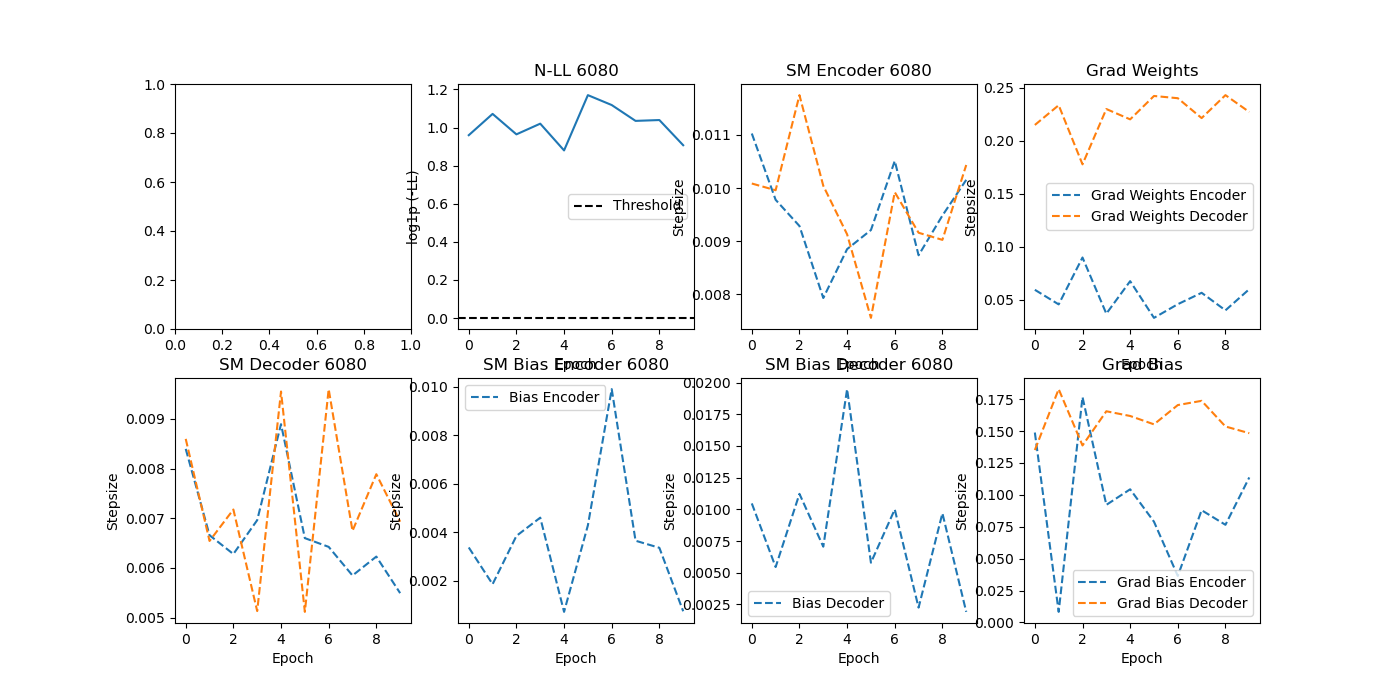 N-LL 6080
SM Encoder 6080
Grad Weights
1.0
0.8
0.6
0.4
0.2
0.0
0.0 0.2 0.4 0.6 0.8 1.0
log1p (-LL)
1.2
1.0
0.8
0.6
0.4
0.2
0.0
Threshold
0 2 4 6 8
Epoch
Stepsize
0.011
0.010
0.009
0.008
0 2 4 6 8
Epoch
Stepsize
0.25
0.20
0.15
0.10
0.05
Grad Weights Encoder
Grad Weights Decoder
0 2 4 6 8
Epoch
SM Decoder 6080
Stepsize
0.009
0.008
0.007
0.006
0.005
0 2 4 6 8
Epoch
SM Bias Encoder 6080
Stepsize
0.010
0.008
0.006
0.004
0.002
Bias Encoder
0 2 4 6 8
Epoch
SM Bias Decoder 6080
Stepsize
0.0200
0.0175
0.0150
0.0125
0.0100
0.0075
0.0050
0.0025
Bias Decoder
0 2 4 6 8
Epoch
Grad Bias
Stepsize
0.175
0.150
0.125
0.100
0.075
0.050
0.025
0.000
Grad Bias Encoder
Grad Bias Decoder
0 2 4 6 8
Epoch